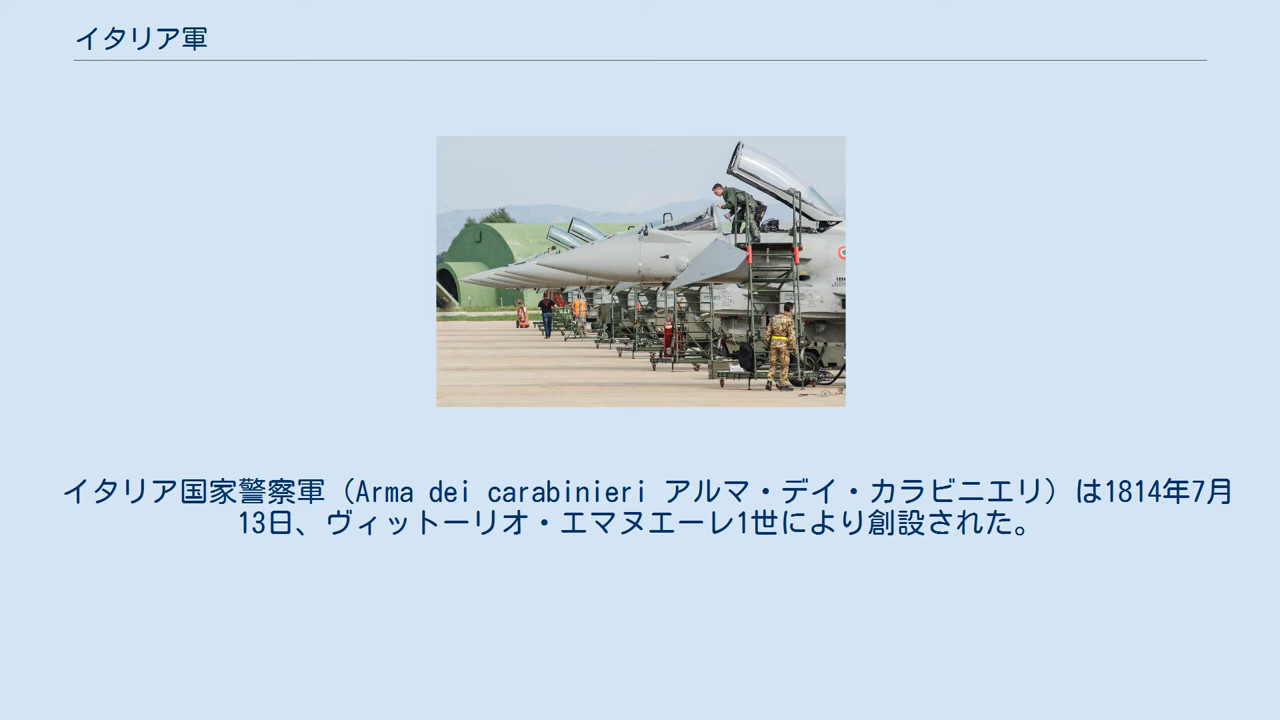 イタリア軍
イタリア国家警察軍（Arma dei carabinieri アルマ・デイ・カラビニエリ）は1814年7月
13日、ヴィットーリオ・エマヌエーレ1世により創設された。